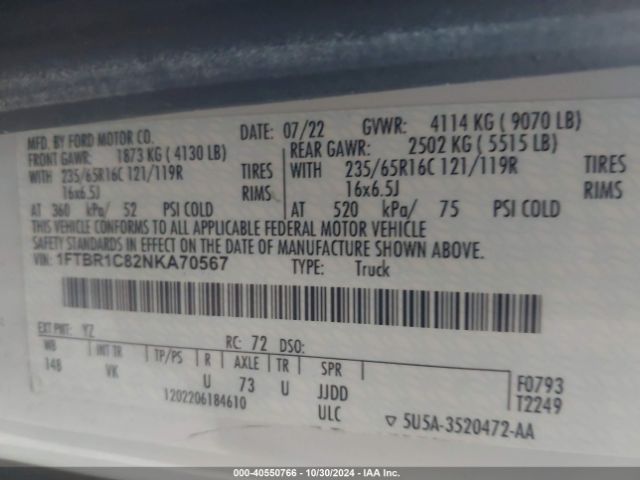 MFD. BY FORD MOTOR CO. DATE: 07/22 GVWR: 4114 KG ( 9070 LB)
FRONT GAWR: 1873 KG ( 4130 LB) REAR GAWR: 2502 KG ( 5515 LB)
WITH 235/65R16C 121/119R TIRES WITH 235/65R16C 121/119R TIRES
16x6.5J RIMS 16x6.5J RIMS
AT 360 kPa/ 52 PSI COLD AT 520 kPa/ 75 PSI COLD
THIS VEHICLE CONFORMS TO ALL APPLICABLE FEDERAL MOTOR VEHICLE
SAFETY STANDARDS IN EFFECT ON THE DATE OF MANUFACTURE SHOWN ABOVE.
VIN: 1FTBR1C82NKA70567 TYPE: Truck
EXT PNT: YZ RC: 72 DSO:
WB INT TR TP/PS R AXLE TR SPR
148 VK U 73 U JJDD F0793
1202206184610 ULC T2249
▽ 5U5A-3520472-AA
000-40550766 - 10/30/2024 - IAA Inc.